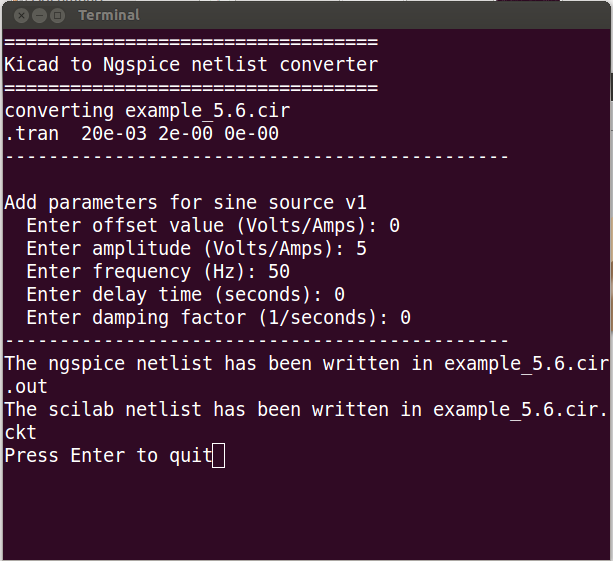 Terminal
==================================
Kicad to Ngspice netlist converter
==================================
converting example_5.6.cir
.tran  20e-03 2e-00 0e-00
----------------------------------------------
Add parameters for sine source v1
  Enter offset value (Volts/Amps): 0
  Enter amplitude (Volts/Amps): 5
  Enter frequency (Hz): 50
  Enter delay time (seconds): 0
  Enter damping factor (1/seconds): 0
----------------------------------------------
The ngspice netlist has been written in example_5.6.cir
.out
The scilab netlist has been written in example_5.6.cir.
ckt
Press Enter to quit